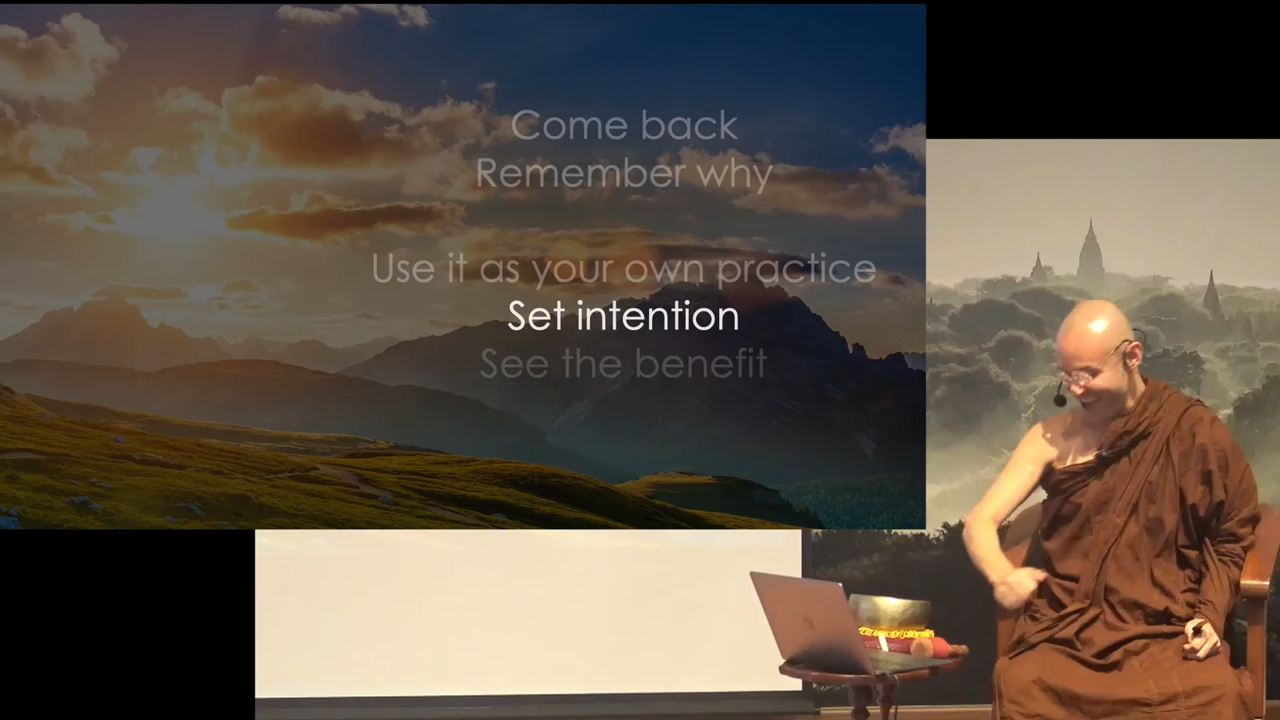 Come back
Remember why
Use it as your own practice
Set intention
See the benefit